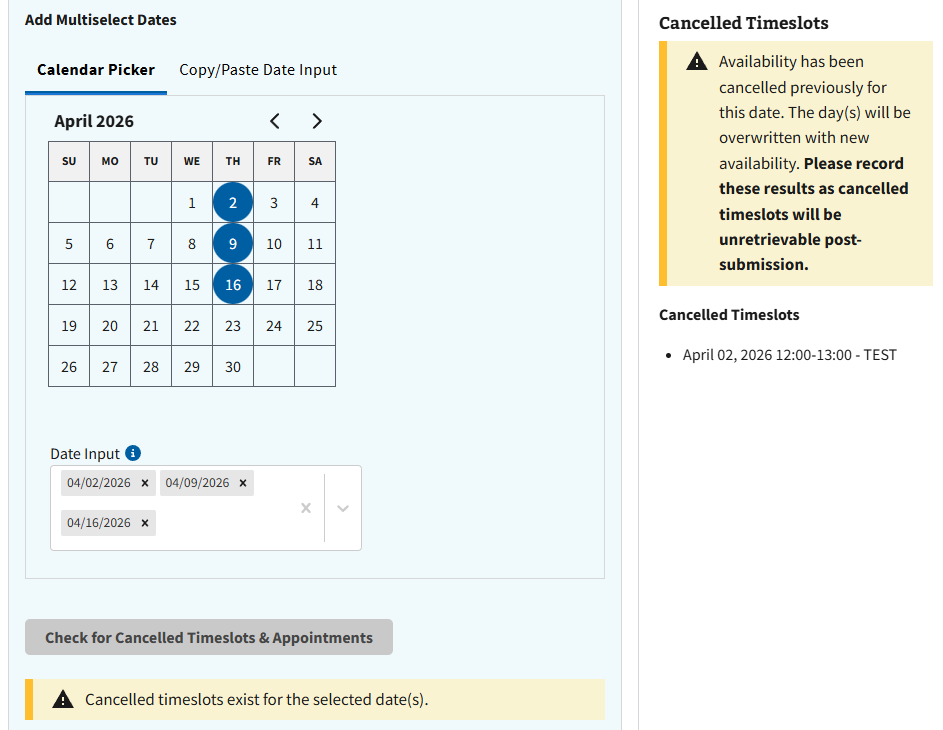 Add Multiselect Dates
Calendar Picker Copy/Paste Date Input
April 2026
SU MO TU WE TH FR SA
1 2 3 4
5 6 7 8 9 10 11
12 13 14 15 16 17 18
19 20 21 22 23 24 25
26 27 28 29 30
Date Input
04/02/2026 × 04/09/2026 ×
04/16/2026 ×
Check for Cancelled Timeslots & Appointments
Cancelled timeslots exist for the selected date(s).
Cancelled Timeslots
Availability has been
cancelled previously for
this date. The day(s) will be
overwritten with new
availability. Please record
these results as cancelled
timeslots will be
unretrievable post-
submission.
Cancelled Timeslots
• April 02, 2026 12:00-13:00 - TEST